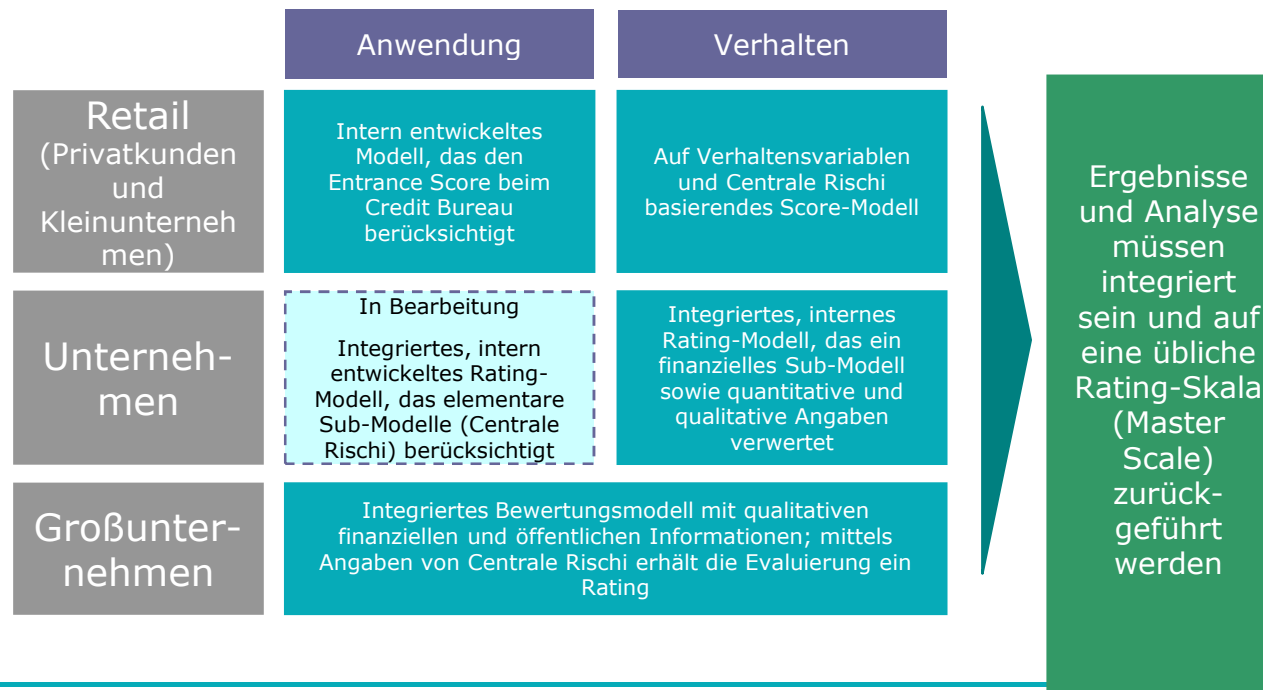 Anwendung
Verhalten
Retail
(Privatkunden
und
Kleinunterneh
men)
Intern entwickeltes
Modell, das den
Entrance Score beim
Credit Bureau
berücksichtigt
Auf Verhaltensvariablen
und Centrale Rischi
basierendes Score-Modell
Unterneh-
men
In Bearbeitung
Integriertes, intern
entwickeltes Rating-
Modell, das elementare
Sub-Modelle (Centrale
Rischi) berücksichtigt
Integriertes, internes
Rating-Modell, das ein
finanzielles Sub-Modell
sowie quantitative und
qualitative Angaben
verwertet
Großunter-
nehmen
Integriertes Bewertungsmodell mit qualitativen
finanziellen und öffentlichen Informationen; mittels
Angaben von Centrale Rischi erhält die Evaluierung ein
Rating
Ergebnisse
und Analyse
müssen
integriert
sein und auf
eine übliche
Rating-Skala
(Master
Scale)
zurück-
geführt
werden